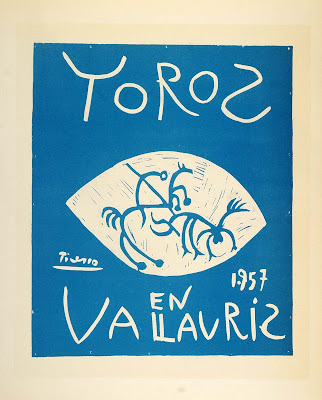 TOROS
Picasso
1957
EN
VALLAURIS